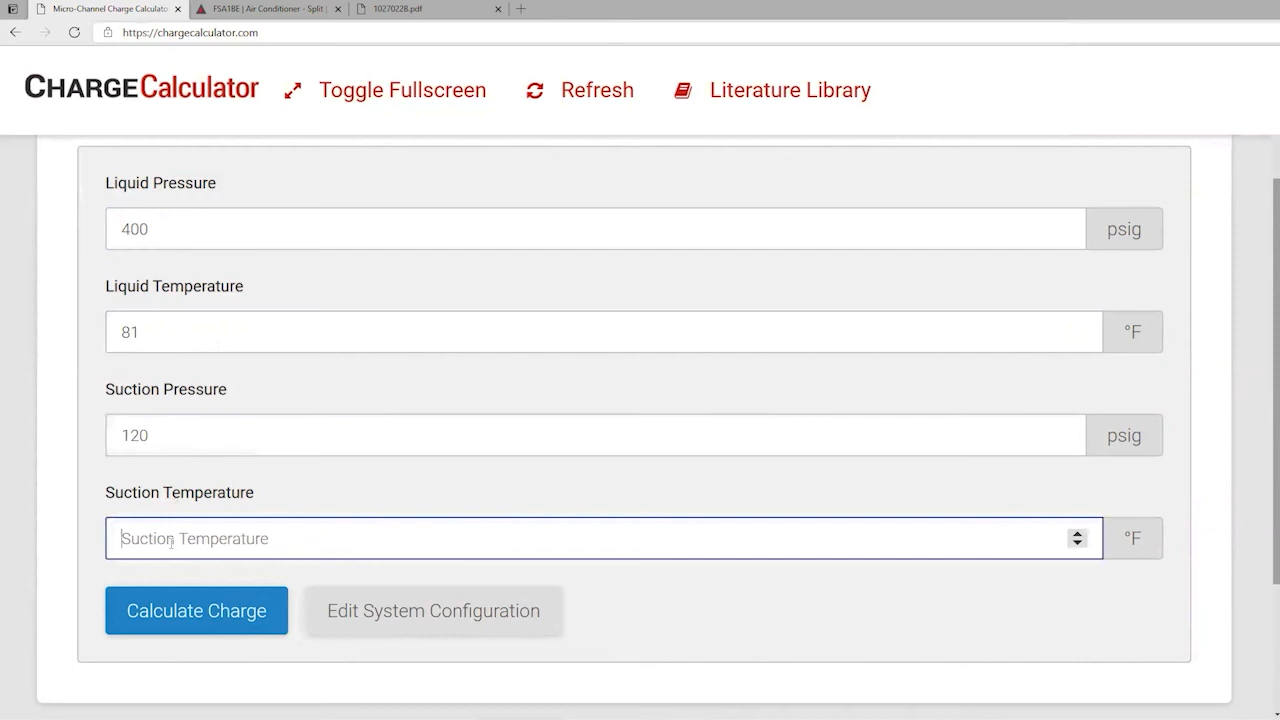 Micro-Channel Charge Calculato
FSA1BE | Air Conditioner - Split |
10270228.pdf
https://chargecalculator.com
CHARGECalculator
Toggle Fullscreen
Refresh
Literature Library
Liquid Pressure
400
psig
Liquid Temperature
81
°F
Suction Pressure
120
psig
Suction Temperature
Suction Temperature
°F
Calculate Charge
Edit System Configuration